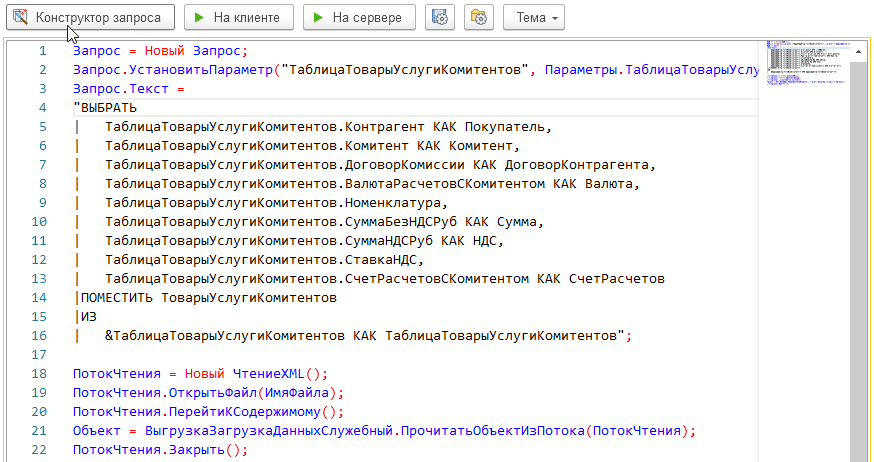 Конструктор запроса На клиенте На сервере Тема
1 Запрос = Новый Запрос;
2 Запрос.УстановитьПараметр("ТаблицаТоварыУслугиКомитентов", Параметры.ТаблицаТоварыУслу
3 Запрос.Текст =
4 "ВЫБРАТЬ
5 | ТаблицаТоварыУслугиКомитентов.Контрагент КАК Покупатель,
6 | ТаблицаТоварыУслугиКомитентов.Комитент КАК Комитент,
7 | ТаблицаТоварыУслугиКомитентов.ДоговорКомиссии КАК ДоговорКонтрагента,
8 | ТаблицаТоварыУслугиКомитентов.ВалютаРасчетовСКомитентом КАК Валюта,
9 | ТаблицаТоварыУслугиКомитентов.Номенклатура,
10 | ТаблицаТоварыУслугиКомитентов.СуммаБезНДСРуб КАК Сумма,
11 | ТаблицаТоварыУслугиКомитентов.СуммаНДСРуб КАК НДС,
12 | ТаблицаТоварыУслугиКомитентов.СтавкаНДС,
13 | ТаблицаТоварыУслугиКомитентов.СчетРасчетовСКомитентом КАК СчетРасчетов
14 |ПОМЕСТИТЬ ТоварыУслугиКомитентов
15 |ИЗ
16 | &ТаблицаТоварыУслугиКомитентов КАК ТаблицаТоварыУслугиКомитентов";
17
18 ПотокЧтения = Новый ЧтениеXML();
19 ПотокЧтения.ОткрытьФайл(ИмяФайла);
20 ПотокЧтения.ПерейтиКСодержимому();
21 Объект = ВыгрузкаЗагрузкаДанныхСлужебный.ПрочитатьОбъектИзПотока(ПотокЧтения);
22 ПотокЧтения.Закрыть();